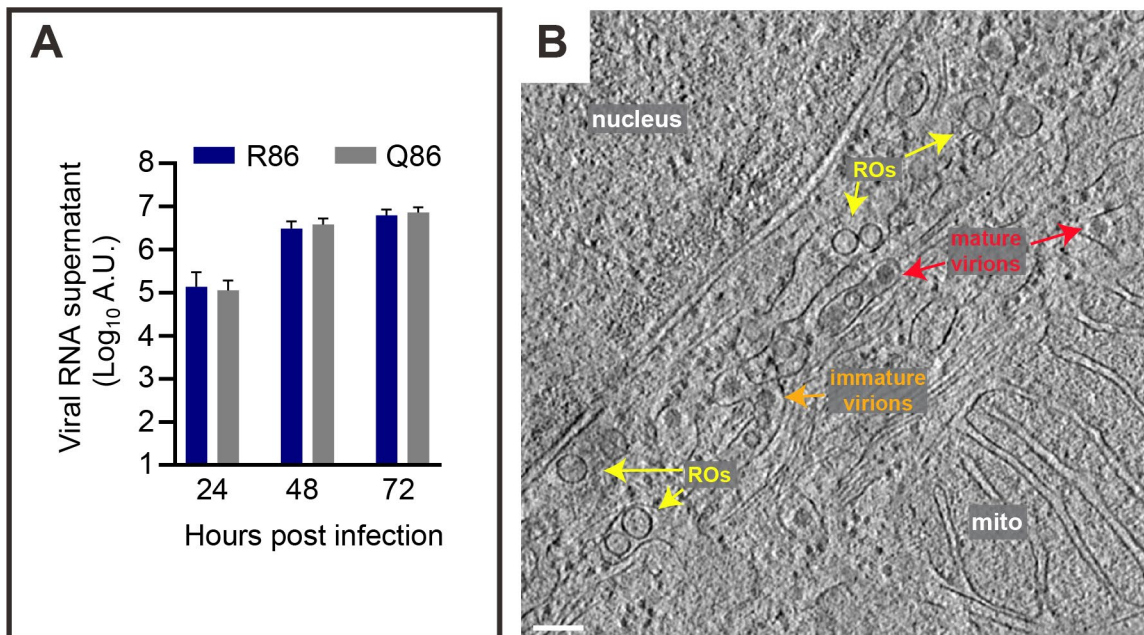 A
R86
Q86
Viral RNA supernatant
(Log10 A.U.)
8
7
6
5
4
3
2
1
24
48
72
Hours post infection
B
nucleus
ROs
mature
virions
immature
virions
ROs
mito